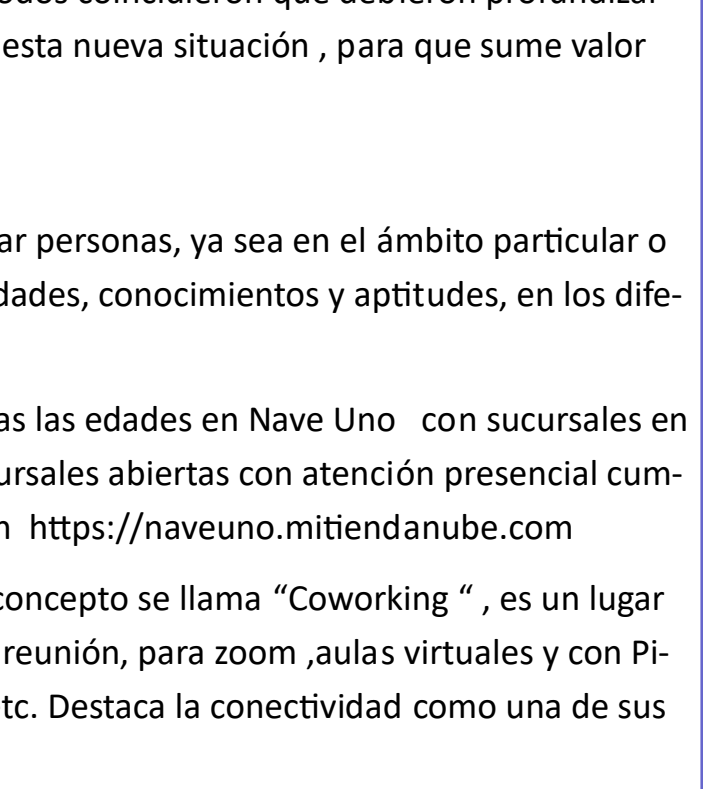 que debieron profundizar
esta nueva situación , para que sume valor
ar personas, ya sea en el ámbito particular o
dades, conocimientos y aptitudes, en los dife-
as las edades en Nave Uno con sucursales en
ursales abiertas con atención presencial cum-
n https://naveuno.mitiendanube.com
concepto se llama “Coworking “ , es un lugar
reunión, para zoom ,aulas virtuales y con Pi-
tc. Destaca la conectividad como una de sus